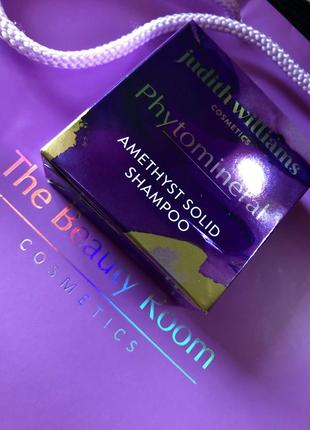 judith williams
COSMETICS
Phytomineral
AMETHYST SOLID
SHAMPOO
The Beauty Room
COSMETICS